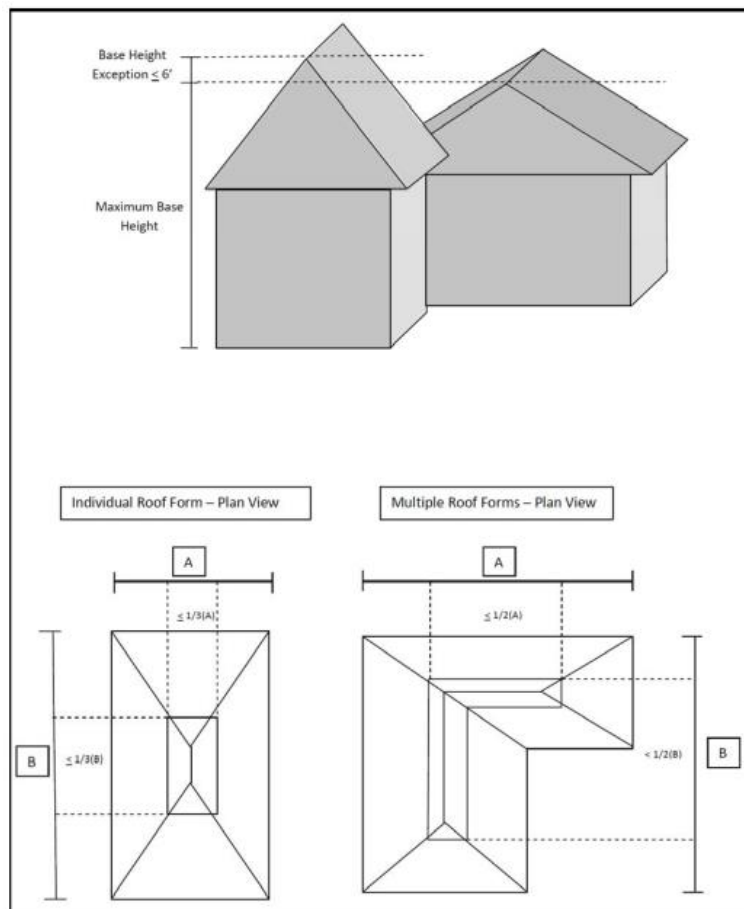 Base Height
Exception ≤ 6'
Maximum Base
Height
Individual Roof Form – Plan View
Multiple Roof Forms – Plan View
A
A
≤ 1/3(A)
≤ 1/2(A)
B
≤ 1/3(B)
< 1/2(B)
B